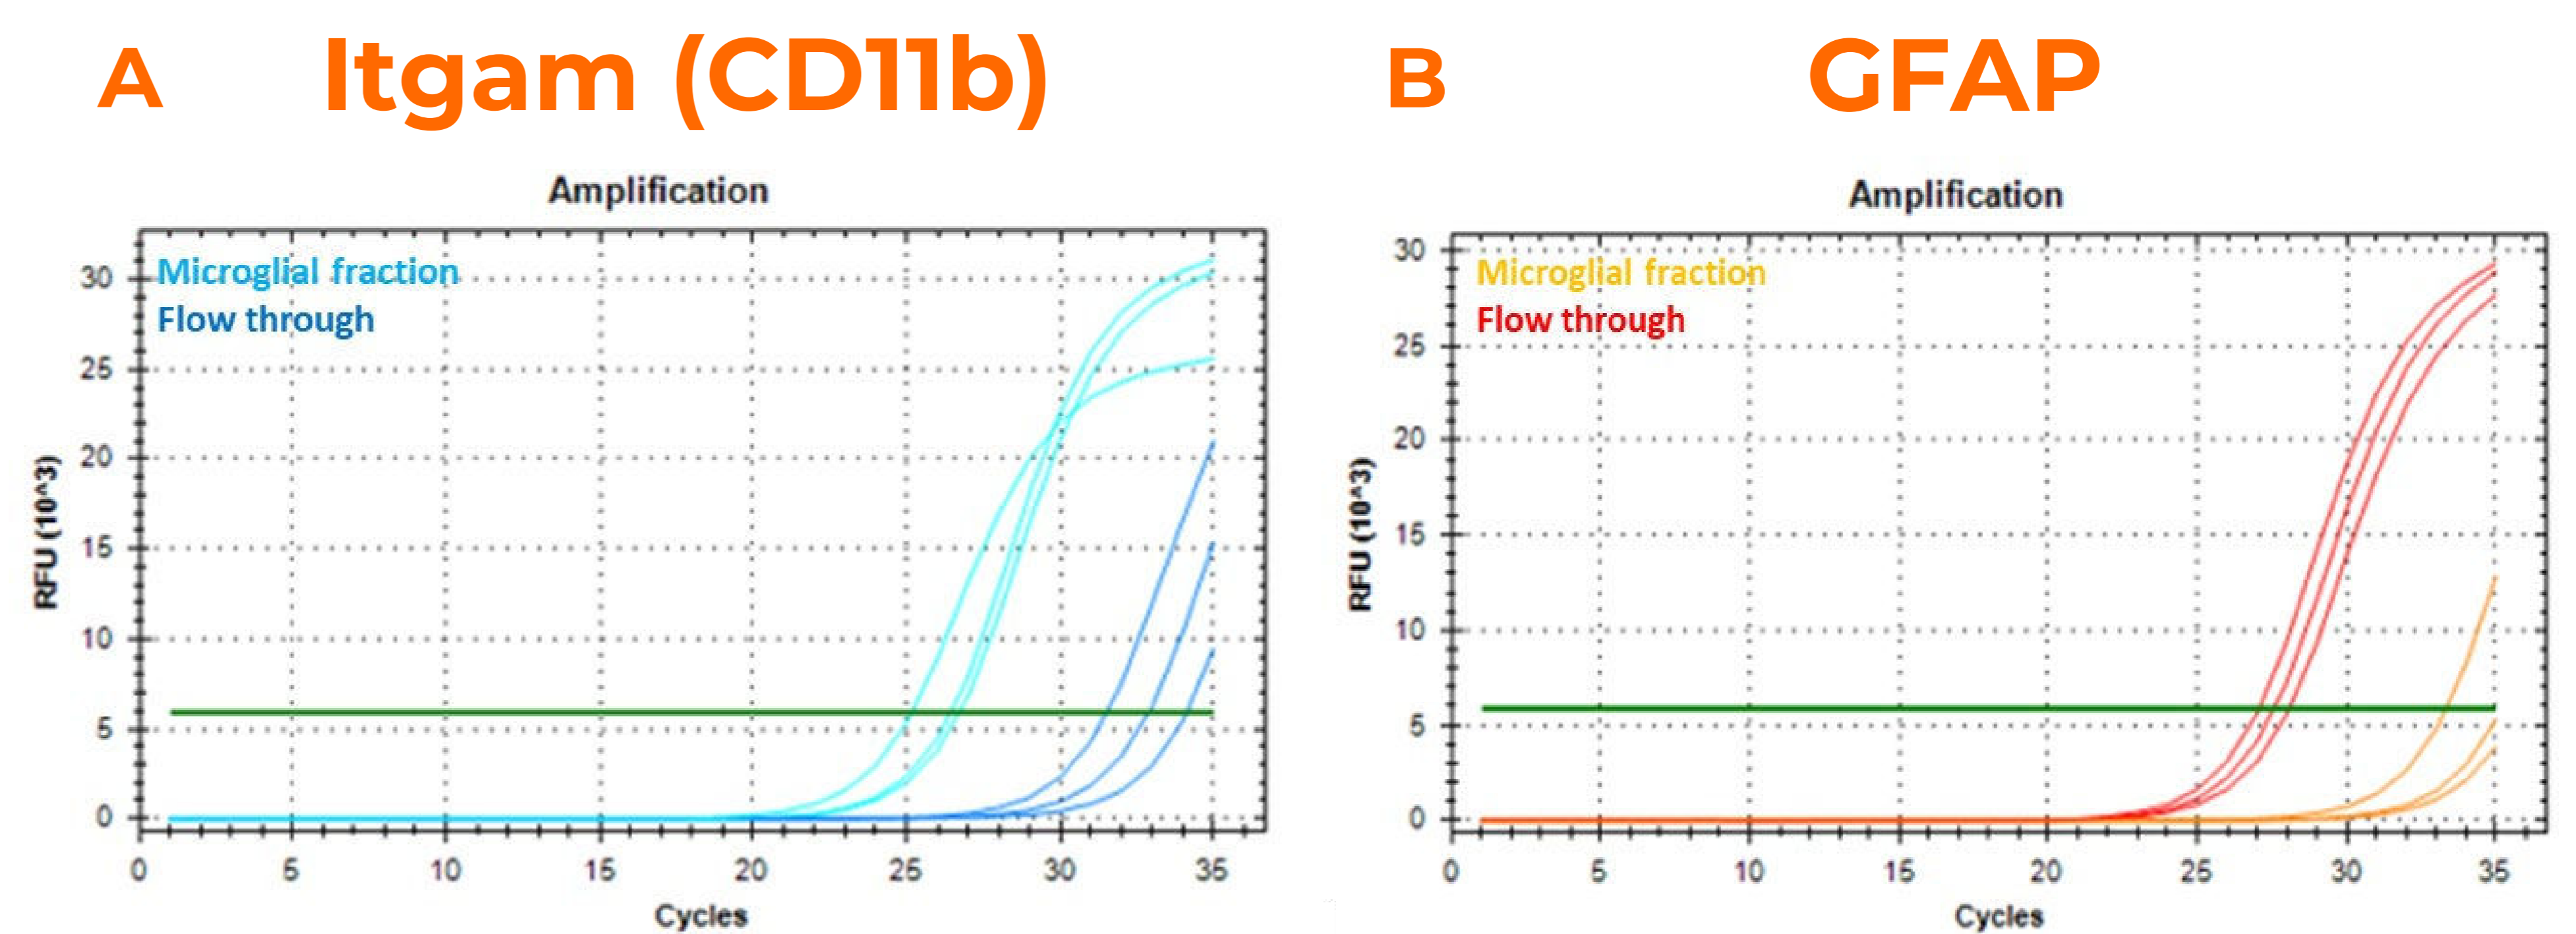 A Itgam (CD11b)
Amplification
Microglial fraction
Flow through
30
25
20
15
10
5
0
RFU (10^3)
0 5 10 15 20 25 30 35
Cycles
B GFAP
Amplification
Microglial fraction
Flow through
30
25
20
15
10
5
0
RFU (10^3)
0 5 10 15 20 25 30 35
Cycles